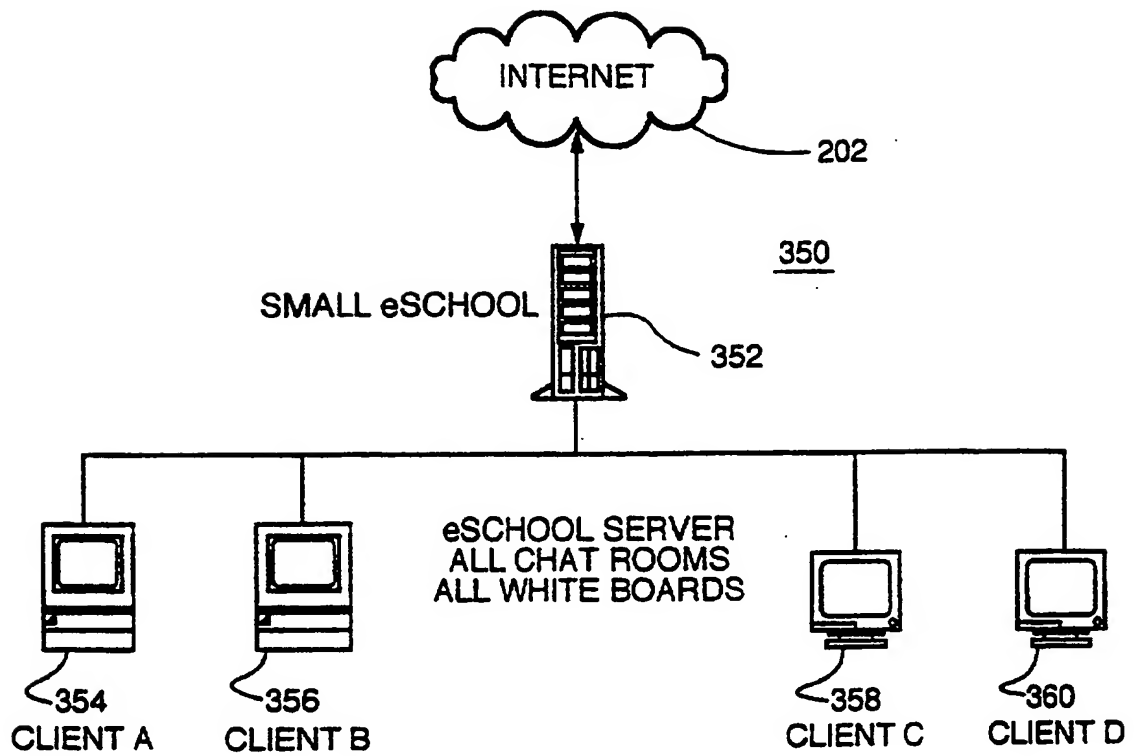 INTERNET
202
350
SMALL eSCHOOL
352
eSCHOOL SERVER
ALL CHAT ROOMS
ALL WHITE BOARDS
354
356
358
360
CLIENT A
CLIENT B
CLIENT C
CLIENT D